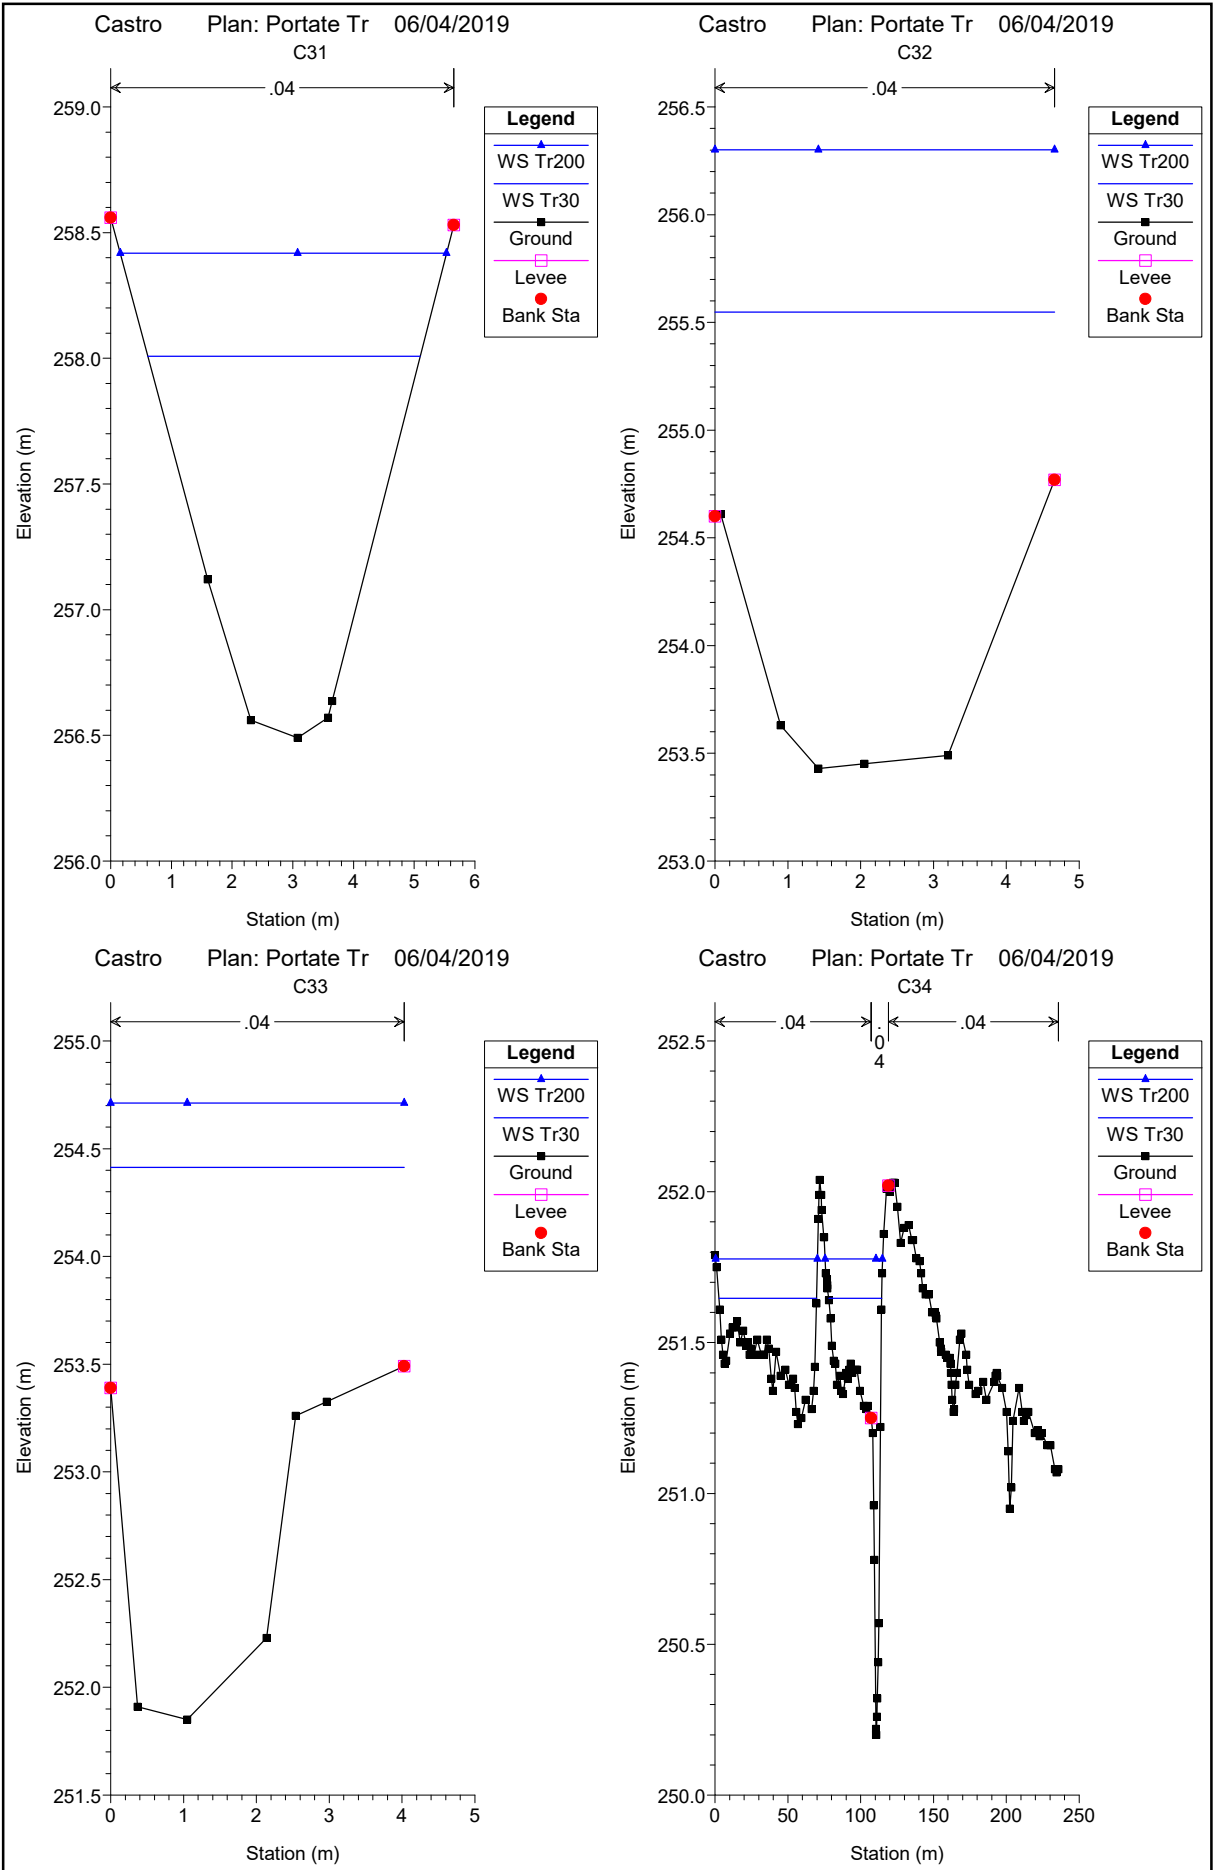 Castro Plan: Portate Tr 06/04/2019
C31
.04
259.0
258.5
258.0
257.5
257.0
256.5
256.0
Elevation (m)
0 1 2 3 4 5 6
Station (m)
Legend
WS Tr200
WS Tr30
Ground
Levee
Bank Sta
Castro Plan: Portate Tr 06/04/2019
C32
.04
256.5
256.0
255.5
255.0
254.5
254.0
253.5
253.0
Elevation (m)
0 1 2 3 4 5
Station (m)
Legend
WS Tr200
WS Tr30
Ground
Levee
Bank Sta
Castro Plan: Portate Tr 06/04/2019
C33
.04
255.0
254.5
254.0
253.5
253.0
252.5
252.0
251.5
Elevation (m)
0 1 2 3 4 5
Station (m)
Legend
WS Tr200
WS Tr30
Ground
Levee
Bank Sta
Castro Plan: Portate Tr 06/04/2019
C34
.04 .04 .04
252.5
252.0
251.5
251.0
250.5
250.0
Elevation (m)
0 50 100 150 200 250
Station (m)
Legend
WS Tr200
WS Tr30
Ground
Levee
Bank Sta